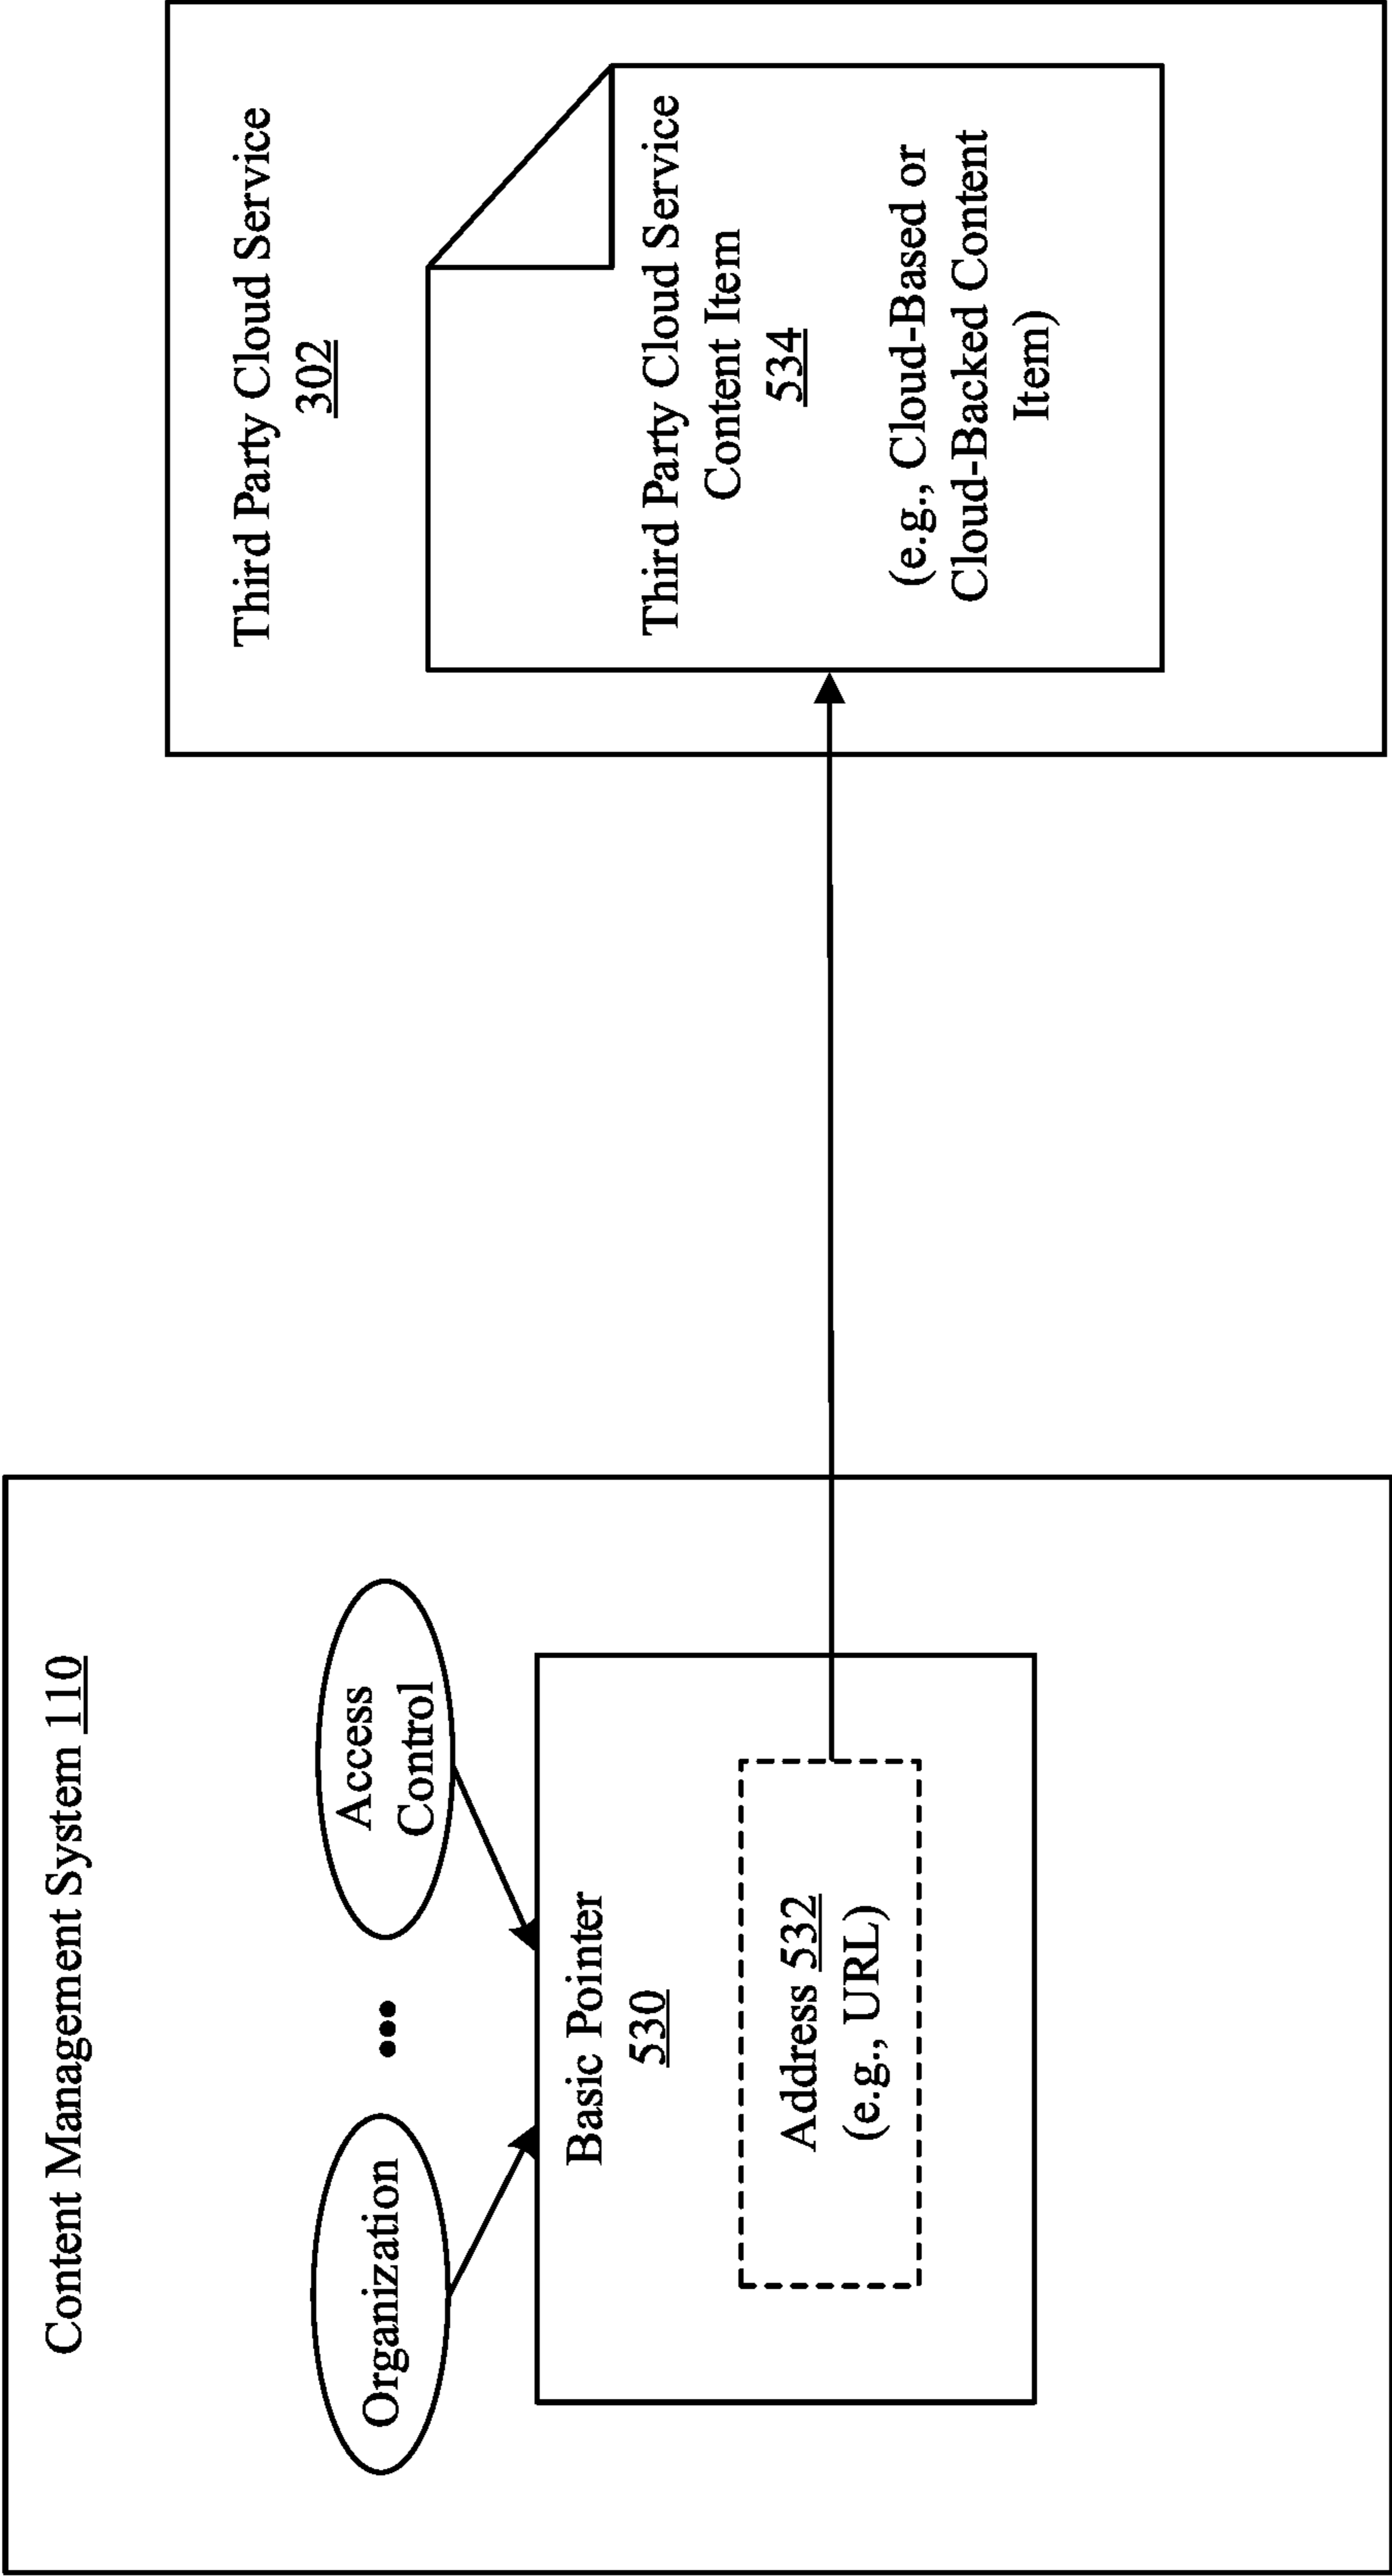 Content Management System 110
Organization
Access
Control
Basic Pointer
530
Address 532
(e.g., URL)
Third Party Cloud Service
302
Third Party Cloud Service
Content Item
534
(e.g., Cloud-Based or
Cloud-Backed Content
Item)